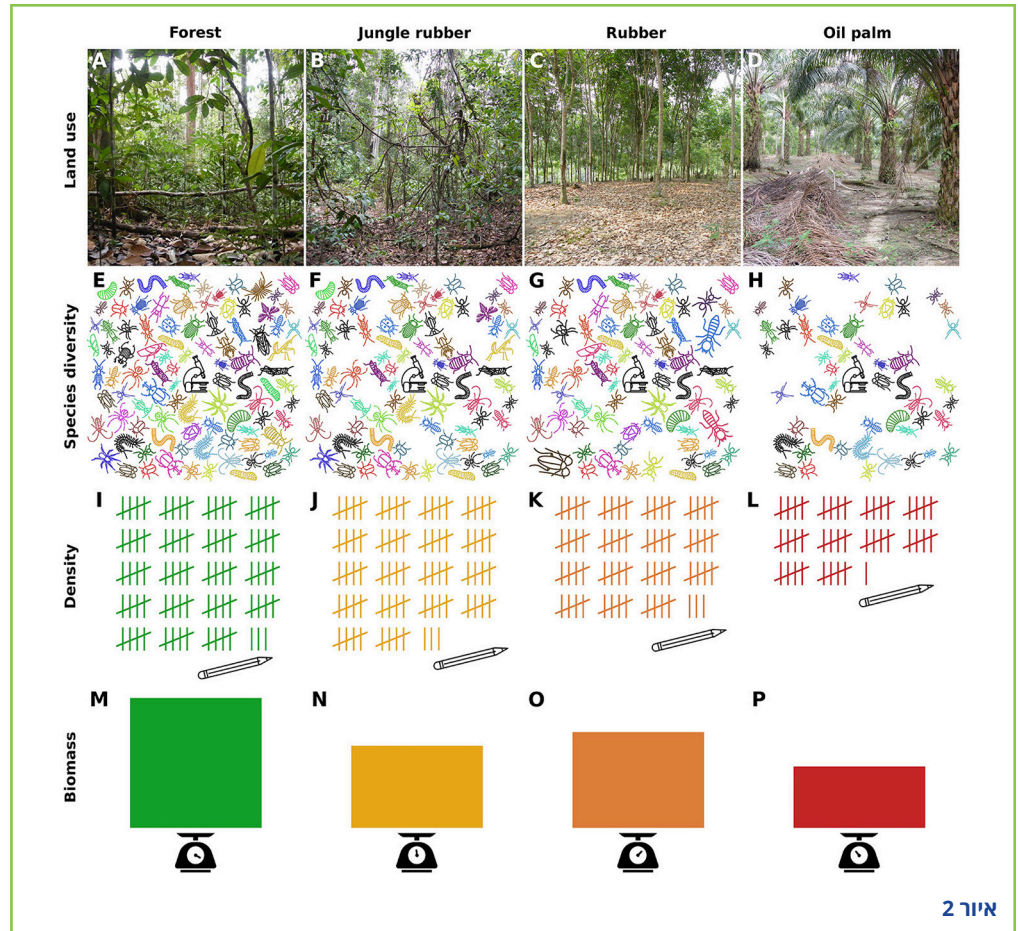 Forest Jungle rubber Rubber Oil palm
Land use
A B C D
Species diversity
E F G H
Density
I J K L
Biomass
M N O P
איור 2